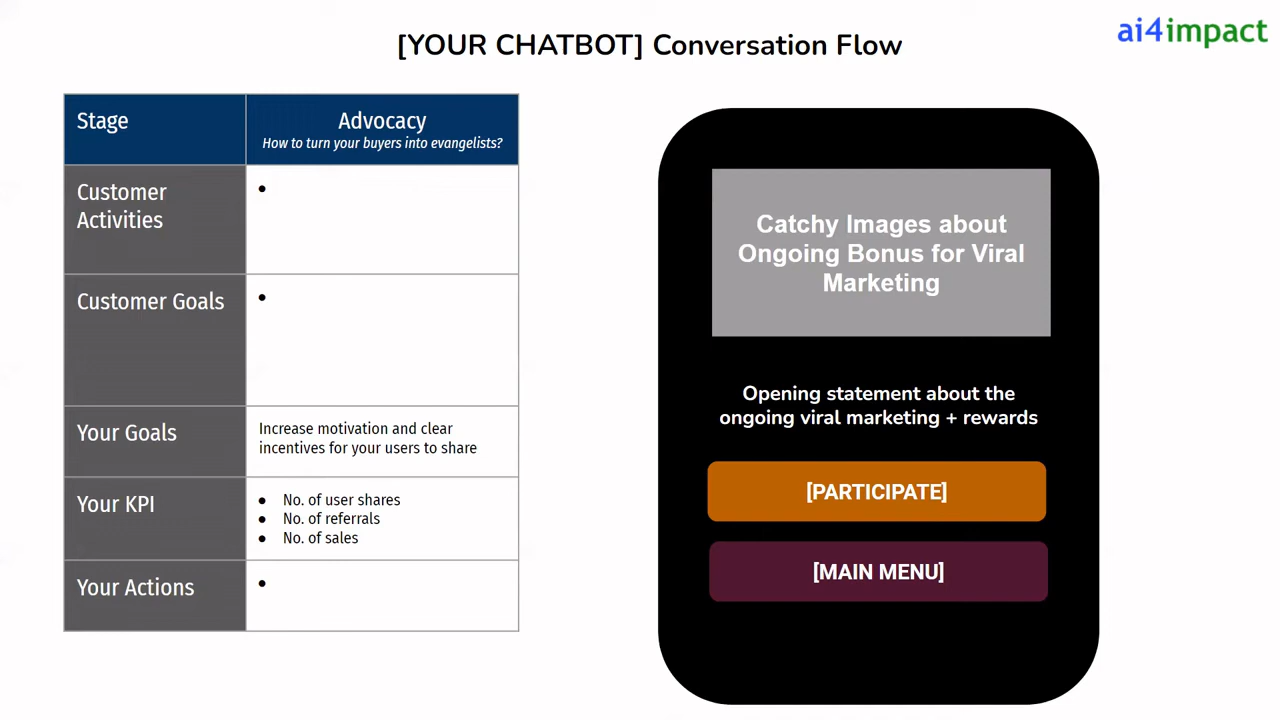 [YOUR CHATBOT] Conversation Flow
ai4impact
Stage
Advocacy
How to turn your buyers into evangelists?
Customer
Activities
•
Customer Goals
•
Your Goals
Increase motivation and clear
incentives for your users to share
Your KPI
• No. of user shares
• No. of referrals
• No. of sales
Your Actions
•
Catchy Images about
Ongoing Bonus for Viral
Marketing
Opening statement about the
ongoing viral marketing + rewards
[PARTICIPATE]
[MAIN MENU]